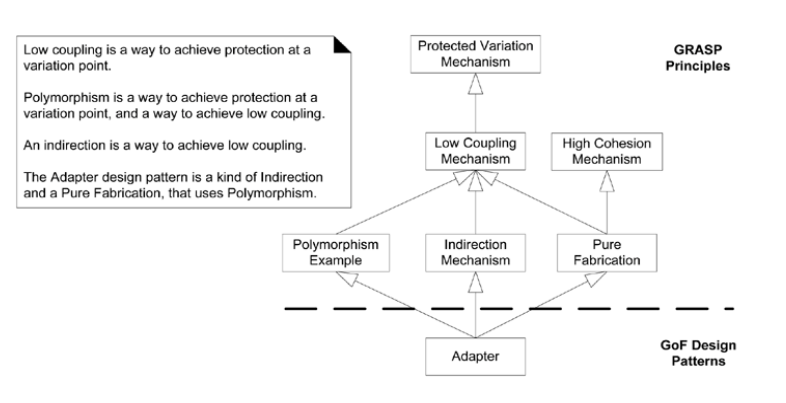 Low coupling is a way to achieve protection at a
variation point.
Polymorphism is a way to achieve protection at a
variation point, and a way to achieve low coupling.
An indirection is a way to achieve low coupling.
The Adapter design pattern is a kind of Indirection
and a Pure Fabrication, that uses Polymorphism.
Protected Variation
Mechanism
GRASP
Principles
Low Coupling
Mechanism
High Cohesion
Mechanism
Polymorphism
Example
Indirection
Mechanism
Pure
Fabrication
Adapter
GoF Design
Patterns